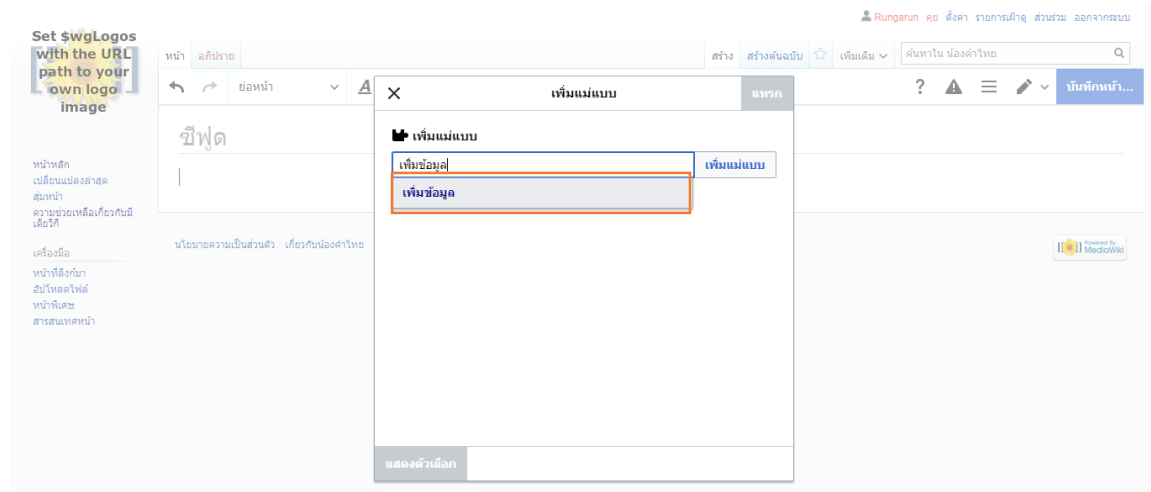 Rungarun คุย ตั้งค่า รายการเฝ้าดู ส่วนร่วม ออกจากระบบ
Set $wgLogos
with the URL
path to your
own logo
image
หน้า อภิปราย
สร้าง สร้างต้นฉบับ เพิ่มเติม ค้นหาใน น้องคำไทย
ย่อหน้า
A
เพิ่มแม่แบบ
แทรก
?
บันทึกหน้า...
ซีฟู้ด
เพิ่มแม่แบบ
เพิ่มข้อมูล
เพิ่มแม่แบบ
เพิ่มข้อมูล
หน้าหลัก
เปลี่ยนแปลงล่าสุด
สุ่มหน้า
ความช่วยเหลือเกี่ยวกับมี
เดียวิกิ
เครื่องมือ
หน้าที่ลิงก์มา
อัปโหลดไฟล์
หน้าพิเศษ
สารสนเทศหน้า
นโยบายความเป็นส่วนตัว เกี่ยวกับน้องคำไทย
Powered By
MediaWiki
แสดงตัวเลือก